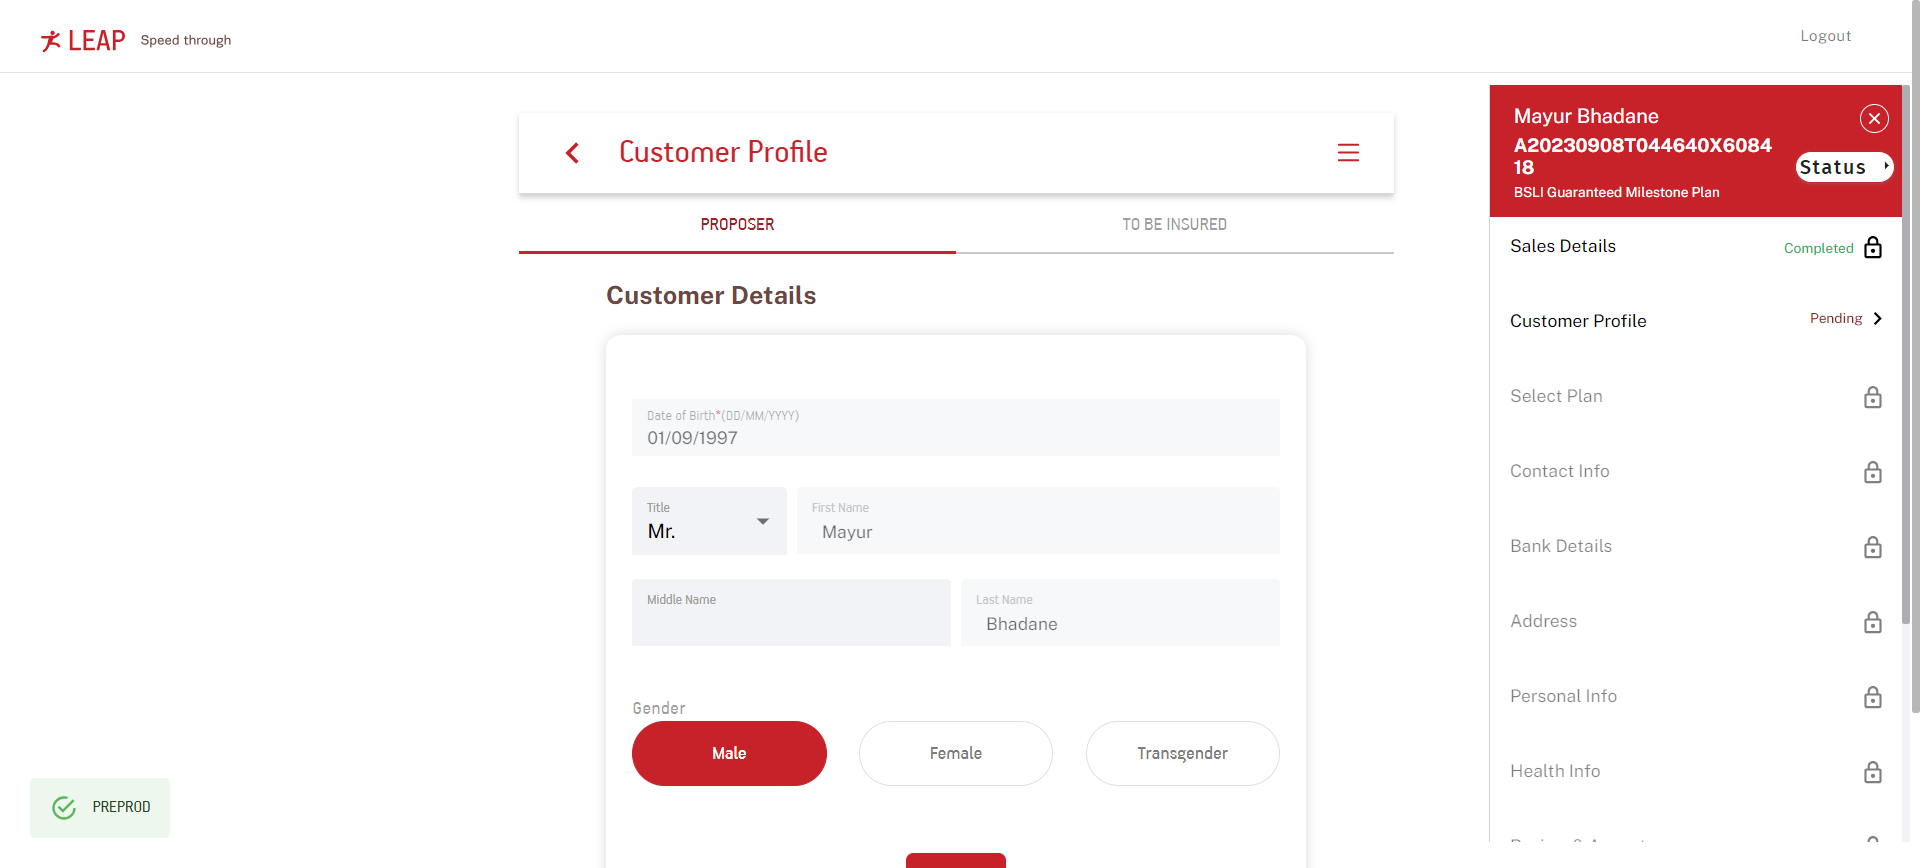 LEAP Speed through
Logout
Customer Profile
PROPOSER
TO BE INSURED
Customer Details
Date of Birth*(DD/MM/YYYY)
01/09/1997
Title
Mr.
First Name
Mayur
Middle Name
Last Name
Bhadane
Gender
Male
Female
Transgender
PREPROD
Mayur Bhadane
A20230908T044640X6084
18
Status
BSLI Guaranteed Milestone Plan
Sales Details
Completed
Customer Profile
Pending
Select Plan
Contact Info
Bank Details
Address
Personal Info
Health Info